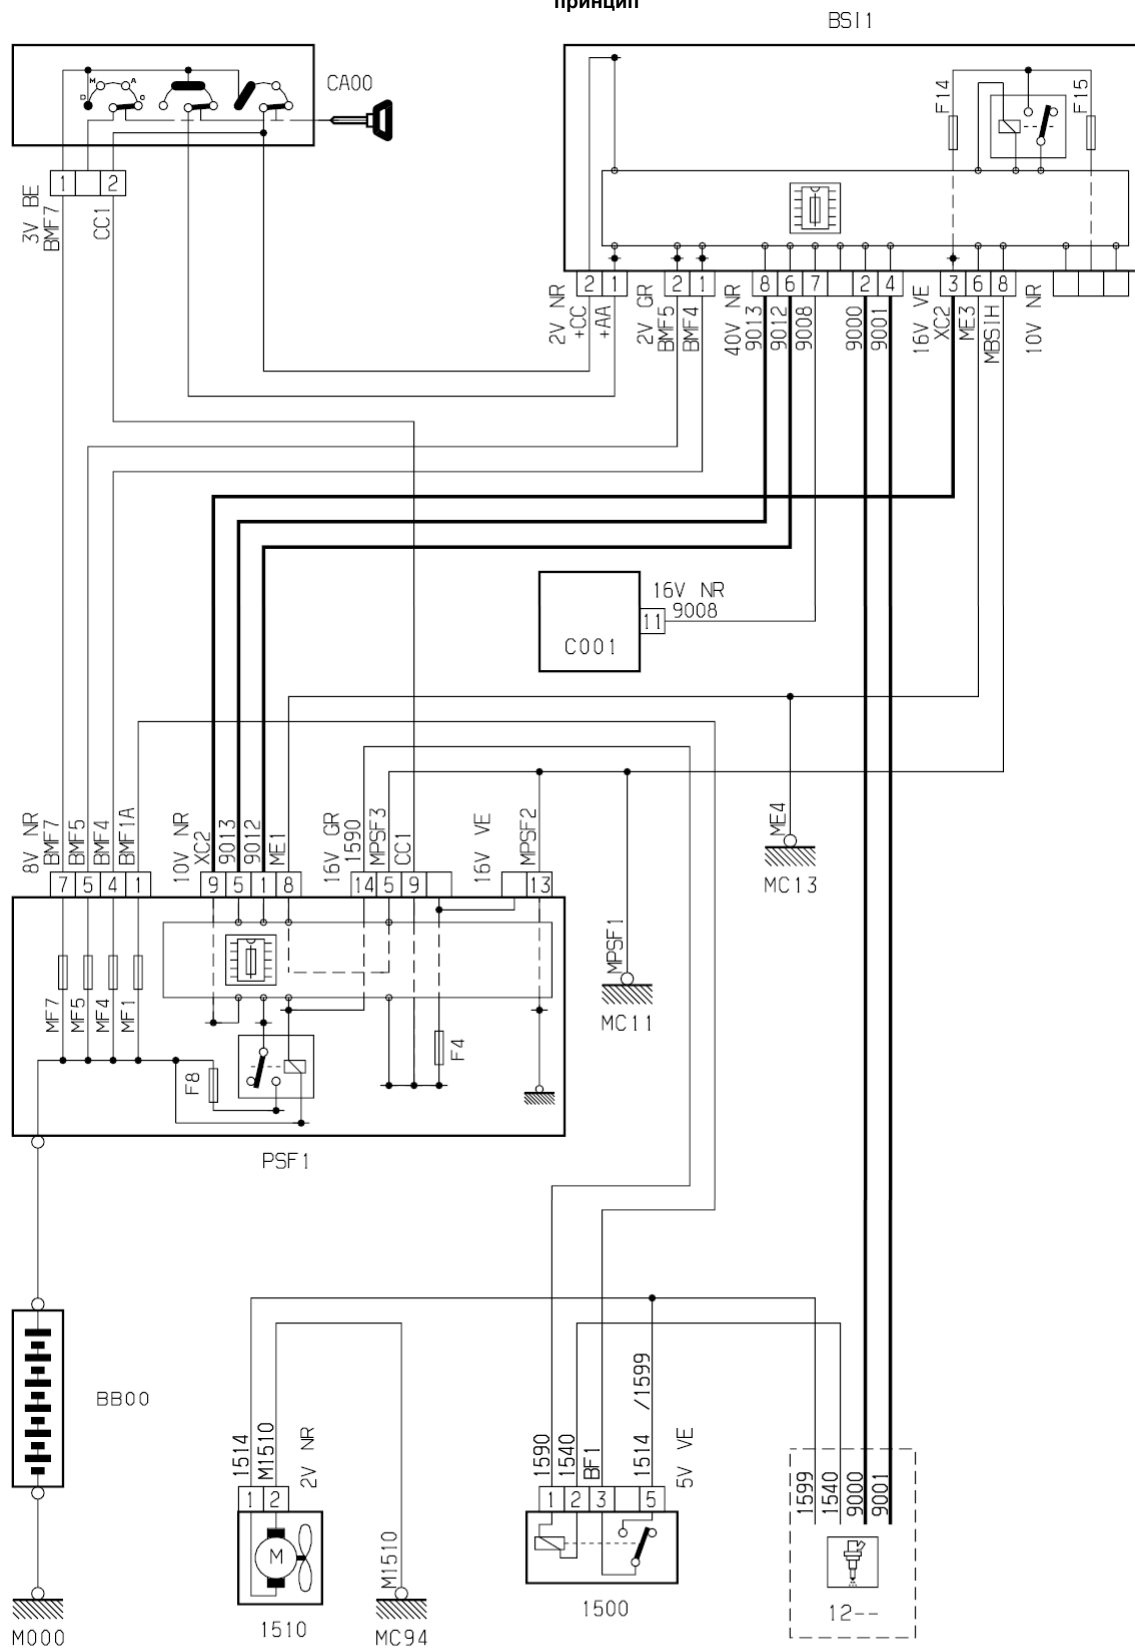 принцип
BSI1
CA00
M
A
D
3V BE
BMF7
1
2
CC1
F14
F15
2
1
2
1
8
6
7
2
4
3
6
8
2V NR
+CC
+AA
2V GR
BMF5
BMF4
40V NR
9013
9012
9008
9000
9001
16V VE
XC2
ME3
MBSIH
10V NR
16V NR
9008
11
C001
8V NR
BMF7
BMF5
BMF4
BMF1A
10V NR
XC2
9013
9012
ME1
16V GR
1590
MPSF3
CC1
16V VE
MPSF2
ME4
MC13
7
5
4
1
9
5
1
8
14
5
9
13
MPSF1
MC11
MF7
MF5
MF4
MF1
F8
F4
PSF1
BB00
M000
1514
M1510
2V NR
1
2
M
1510
M1510
MC94
1590
1540
BF1
1514 /1599
5V VE
1
2
3
5
1500
1599
1540
9000
9001
12--